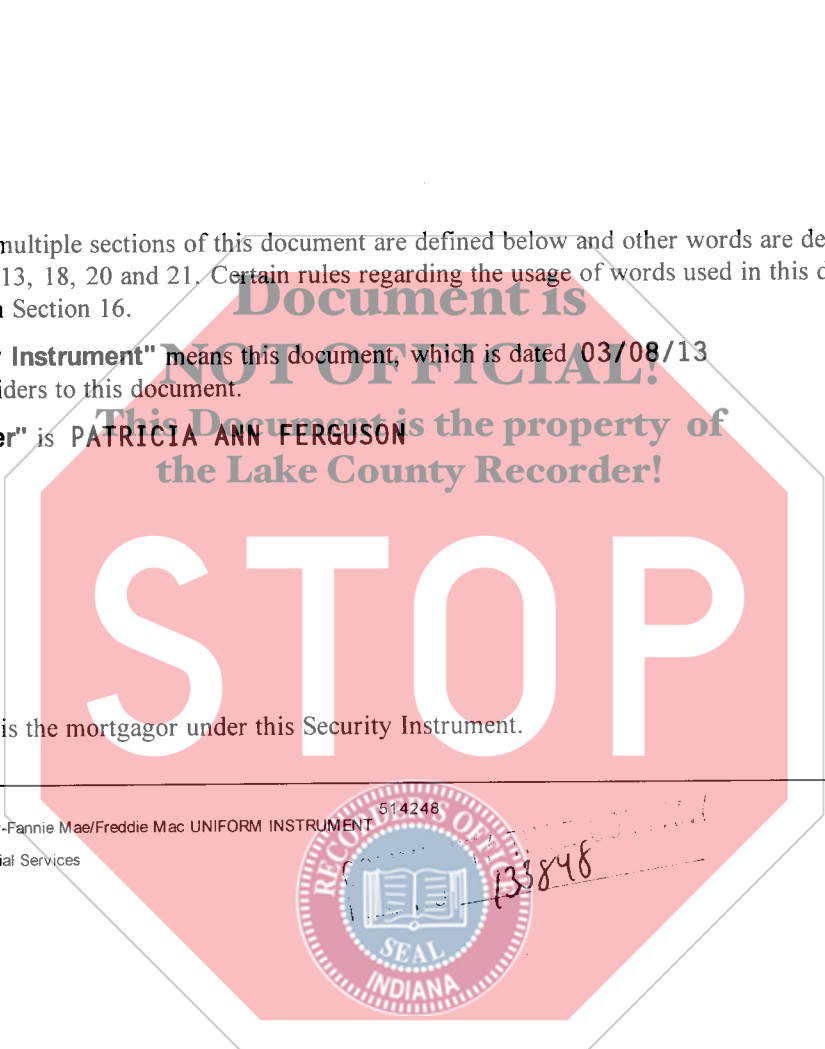 multiple sections of this document are defined below and other words are de
13, 18, 20 and 21. Certain rules regarding the usage of words used in this d
Section 16.
Document is
Instrument" means this document, which is dated 03/08/13
NOT OFFICIAL!
iders to this document.
This Document is the property of
er" is PATRICIA ANN FERGUSON
the Lake County Recorder!
STOP
is the mortgagor under this Security Instrument.
514248
-Fannie Mae/Freddie Mac UNIFORM INSTRUMENT
ial Services
RECORDER'S OFFICE
133848
SEAL
INDIANA